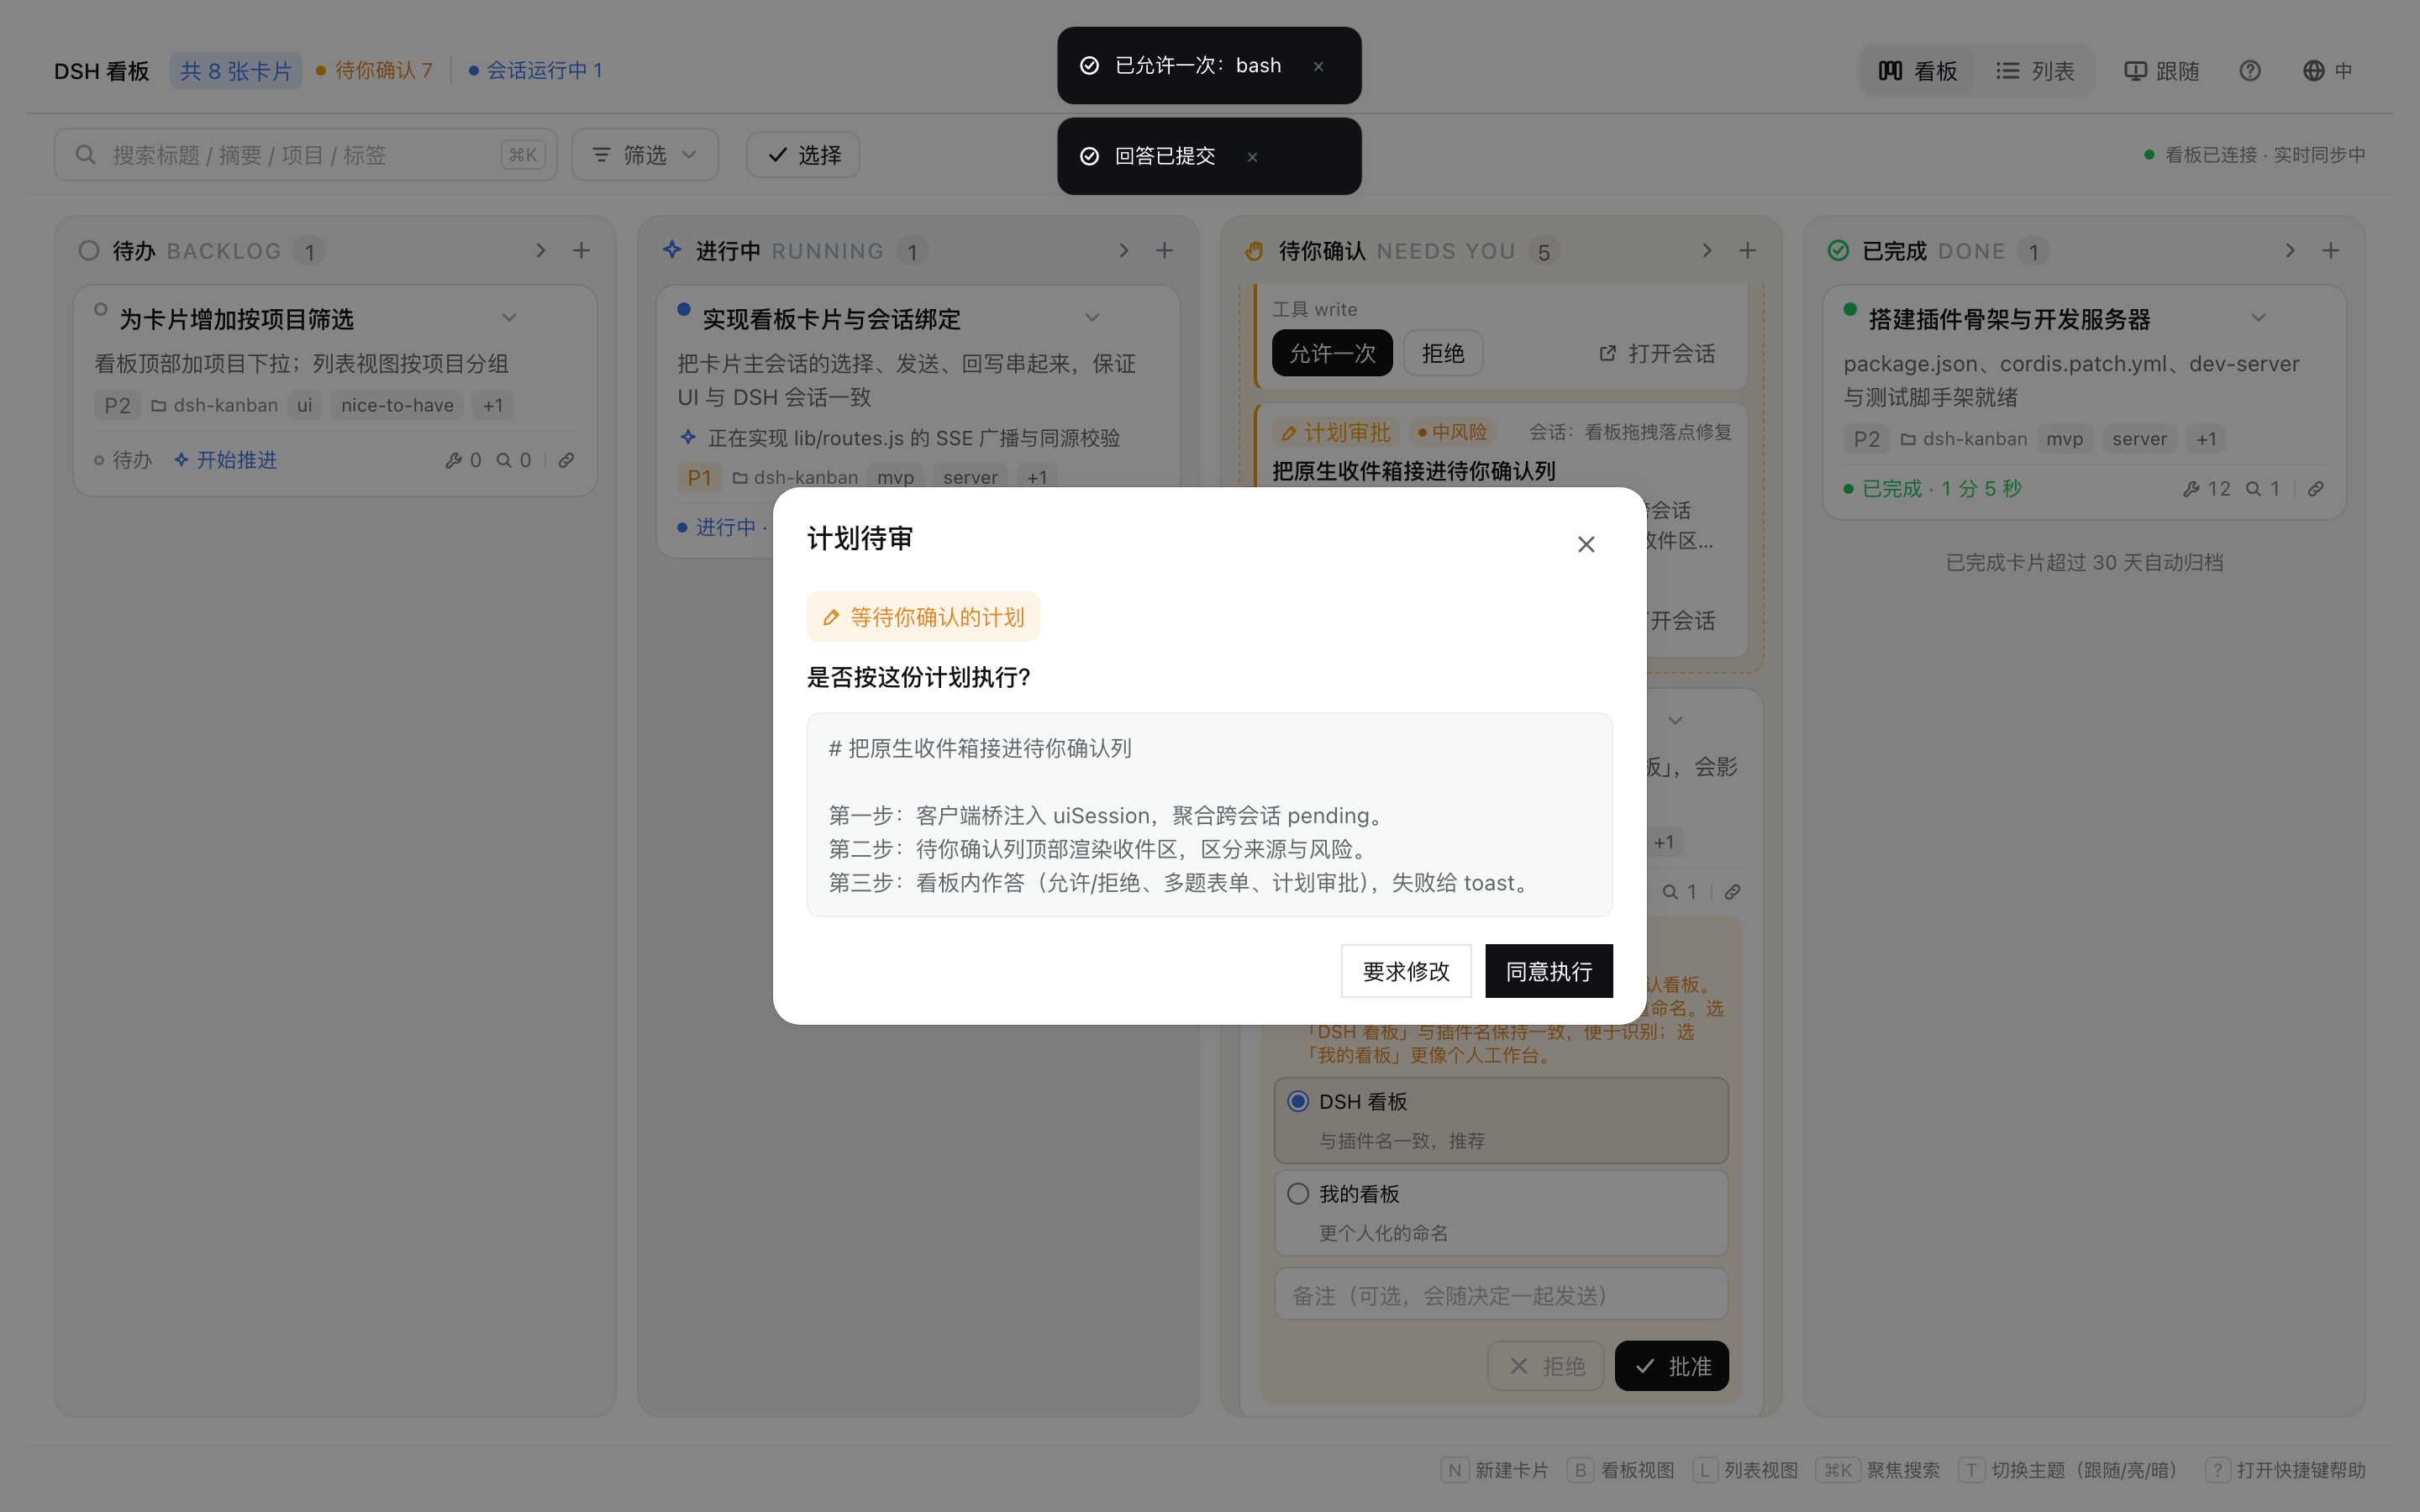 DSH 看板
共 8 张卡片
待你确认 7
会话运行中 1
已允许一次：bash
回答已提交
看板
列表
跟随
中
搜索标题 / 摘要 / 项目 / 标签
⌘K
筛选
选择
看板已连接 · 实时同步中
待办 BACKLOG 1
为卡片增加按项目筛选
看板顶部加项目下拉；列表视图按项目分组
P2 dsh-kanban ui nice-to-have +1
待办 开始推进 0 0
进行中 RUNNING 1
实现看板卡片与会话绑定
把卡片主会话的选择、发送、回写串起来，保证
UI 与 DSH 会话一致
正在实现 lib/routes.js 的 SSE 广播与同源校验
P1 dsh-kanban mvp server +1
进行中 ·
待你确认 NEEDS YOU 5
工具 write
允许一次 拒绝 打开会话
计划审批 中风险 会话：看板拖拽落点修复
把原生收件箱接进待你确认列
会话
件区...
开会话
板」，会影
+1
1
认看板。
命名。选
「DSH 看板」与插件名保持一致，便于识别；选
「我的看板」更像个人工作台。
DSH 看板
与插件名一致，推荐
我的看板
更个人化的命名
备注（可选，会随决定一起发送）
拒绝 批准
已完成 DONE 1
搭建插件骨架与开发服务器
package.json、cordis.patch.yml、dev-server
与测试脚手架就绪
P2 dsh-kanban mvp server +1
已完成 · 1 分 5 秒 12 1
已完成卡片超过 30 天自动归档
计划待审
等待你确认的计划
是否按这份计划执行?
# 把原生收件箱接进待你确认列
第一步：客户端桥注入 uiSession，聚合跨会话 pending。
第二步：待你确认列顶部渲染收件区，区分来源与风险。
第三步：看板内作答（允许/拒绝、多题表单、计划审批），失败给 toast。
要求修改 同意执行
N 新建卡片 B 看板视图 L 列表视图 ⌘K 聚焦搜索 T 切换主题（跟随/亮/暗） ? 打开快捷键帮助